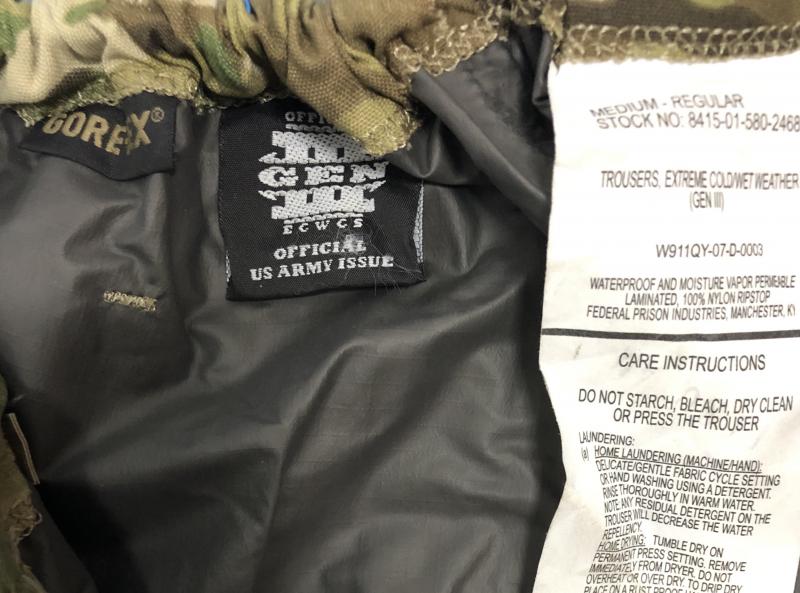 GORE-TEX®
GEN
III
ECWCS
OFFICIAL
US ARMY ISSUE
MEDIUM - REGULAR
STOCK NO: 8415-01-580-2468
TROUSERS, EXTREME COLD/WET WEATHER
(GEN III)
W911QY-07-D-0003
WATERPROOF AND MOISTURE VAPOR PERMEABLE
LAMINATED, 100% NYLON RIPSTOP
FEDERAL PRISON INDUSTRIES, MANCHESTER, KY
CARE INSTRUCTIONS
DO NOT STARCH, BLEACH, DRY CLEAN
OR PRESS THE TROUSER
LAUNDERING:
(a) HOME LAUNDERING (MACHINE/HAND):
DELICATE/GENTLE FABRIC CYCLE SETTING
OR HAND WASHING USING A DETERGENT.
RINSE THOROUGHLY IN WARM WATER.
NOTE: ANY RESIDUAL DETERGENT ON THE
TROUSER WILL DECREASE THE WATER
REPELLENCY.
HOME DRYING: TUMBLE DRY ON
PERMANENT PRESS SETTING. REMOVE
IMMEDIATELY FROM DRYER. DO NOT
OVERHEAT OR OVER DRY. TO DRIP DRY
PLACE ON A RUST PROOF